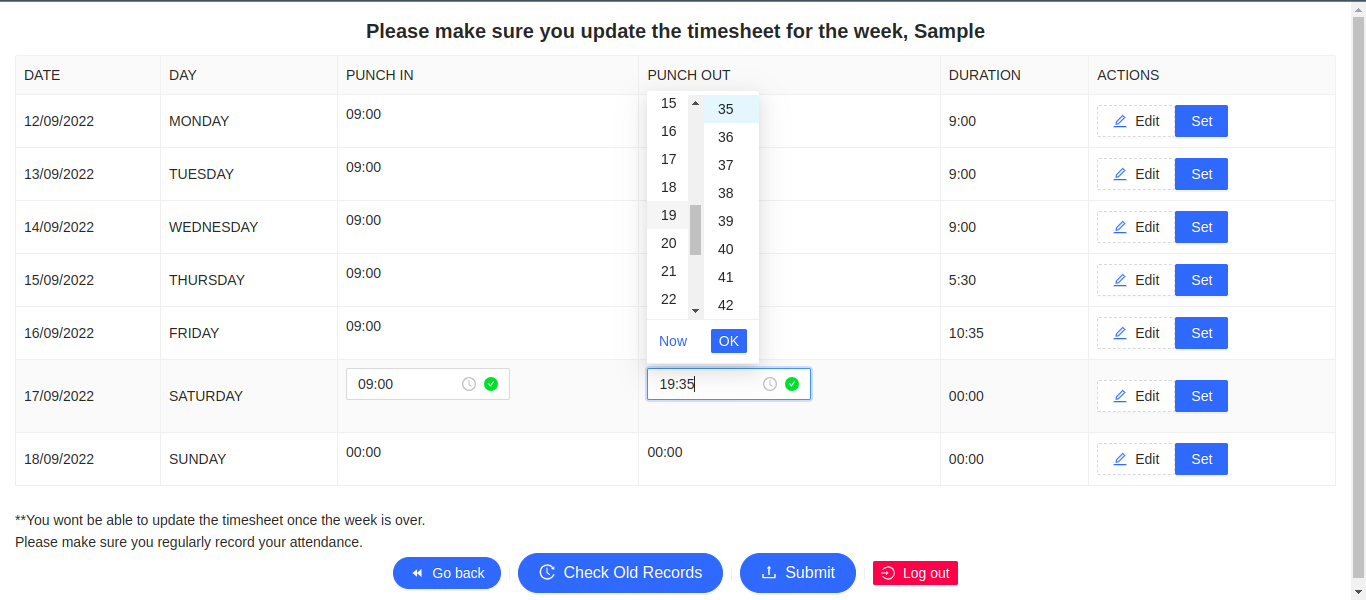 Please make sure you update the timesheet for the week, Sample
DATE DAY PUNCH IN PUNCH OUT DURATION ACTIONS
12/09/2022 MONDAY 09:00 9:00 Edit Set
13/09/2022 TUESDAY 09:00 9:00 Edit Set
14/09/2022 WEDNESDAY 09:00 9:00 Edit Set
15/09/2022 THURSDAY 09:00 5:30 Edit Set
16/09/2022 FRIDAY 09:00 10:35 Edit Set
15 35
16 36
17 37
18 38
19 39
20 40
21 41
22 42
Now OK
17/09/2022 SATURDAY 09:00 19:35 00:00 Edit Set
18/09/2022 SUNDAY 00:00 00:00 00:00 Edit Set
**You wont be able to update the timesheet once the week is over.
Please make sure you regularly record your attendance.
Go back Check Old Records Submit Log out